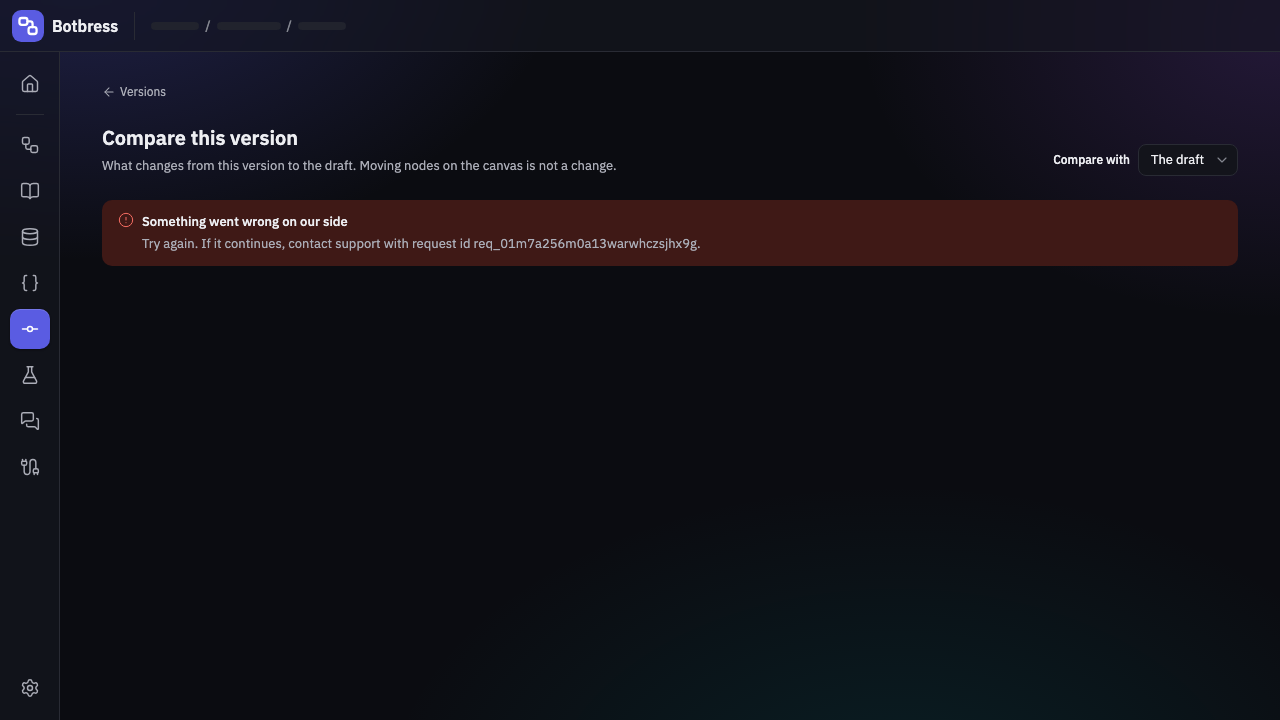 Botbress
/ /
Versions
Compare this version
What changes from this version to the draft. Moving nodes on the canvas is not a change.
Compare with The draft
Something went wrong on our side
Try again. If it continues, contact support with request id req_01m7a256m0a13warwhczsjhx9g.